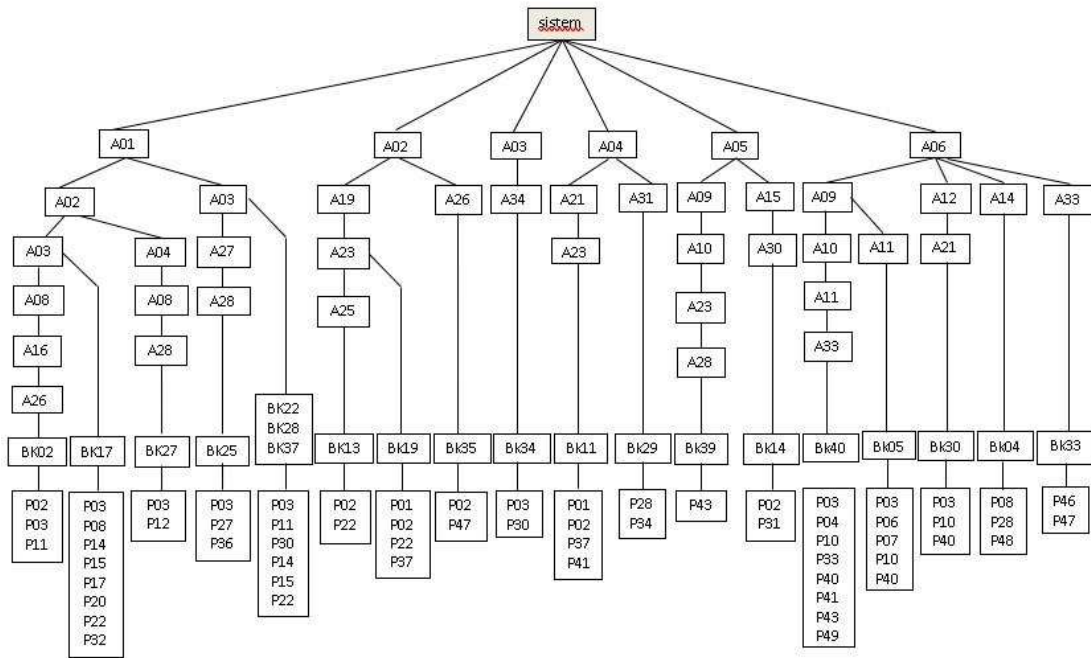 sistem
A01 A02 A03 A04 A05 A06
A02 A03 A19 A26 A34 A21 A31 A09 A15 A09 A12 A14 A33
A03 A04 A27 A23 A23 A10 A30 A10 A11 A21
A08 A08 A28 A25 A23 A11
A16 A28 A28 A33
A26
BK22
BK28
BK37
BK02 BK17 BK27 BK25 BK13 BK19 BK35 BK34 BK11 BK29 BK39 Bk14 Bk40 Bk05 Bk30 Bk04 Bk33
P02
P03
P11
P03
P08
P14
P15
P17
P20
P22
P32
P03
P12
P03
P27
P36
P03
P11
P30
P14
P15
P22
P02
P22
P01
P02
P22
P37
P02
P47
P03
P30
P01
P02
P37
P41
P28
P34
P43
P02
P31
P03
P04
P10
P33
P40
P41
P43
P49
P03
P06
P07
P10
P40
P03
P10
P40
P08
P28
P48
P46
P47